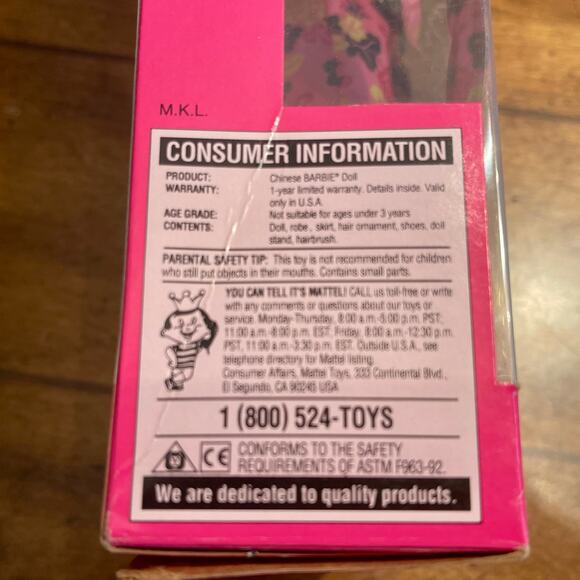 M.K.L.
CONSUMER INFORMATION
PRODUCT: Chinese BARBIE® Doll
WARRANTY: 1-year limited warranty. Details inside. Valid
only in U.S.A.
AGE GRADE: Not suitable for ages under 3 years
CONTENTS: Doll, robe, skirt, hair ornament, shoes, doll
stand, hairbrush.
PARENTAL SAFETY TIP: This toy is not recommended for children
who still put objects in their mouths. Contains small parts.
YOU CAN TELL IT'S MATTEL! CALL us toll-free or write
with any comments or questions about our toys or
service. Monday-Thursday, 8:00 a.m.-5:00 p.m. PST;
11:00 a.m.-8:00 p.m. EST. Friday, 8:00 a.m.-12:30 p.m.
PST, 11:00 a.m.-3:30 p.m. EST. Outside U.S.A., see
telephone directory for Mattel listing.
Consumer Affairs, Mattel Toys, 333 Continental Blvd.,
El Segundo, CA 90245 USA
1 (800) 524-TOYS
CE CONFORMS TO THE SAFETY
REQUIREMENTS OF ASTM F963-92.
We are dedicated to quality products.